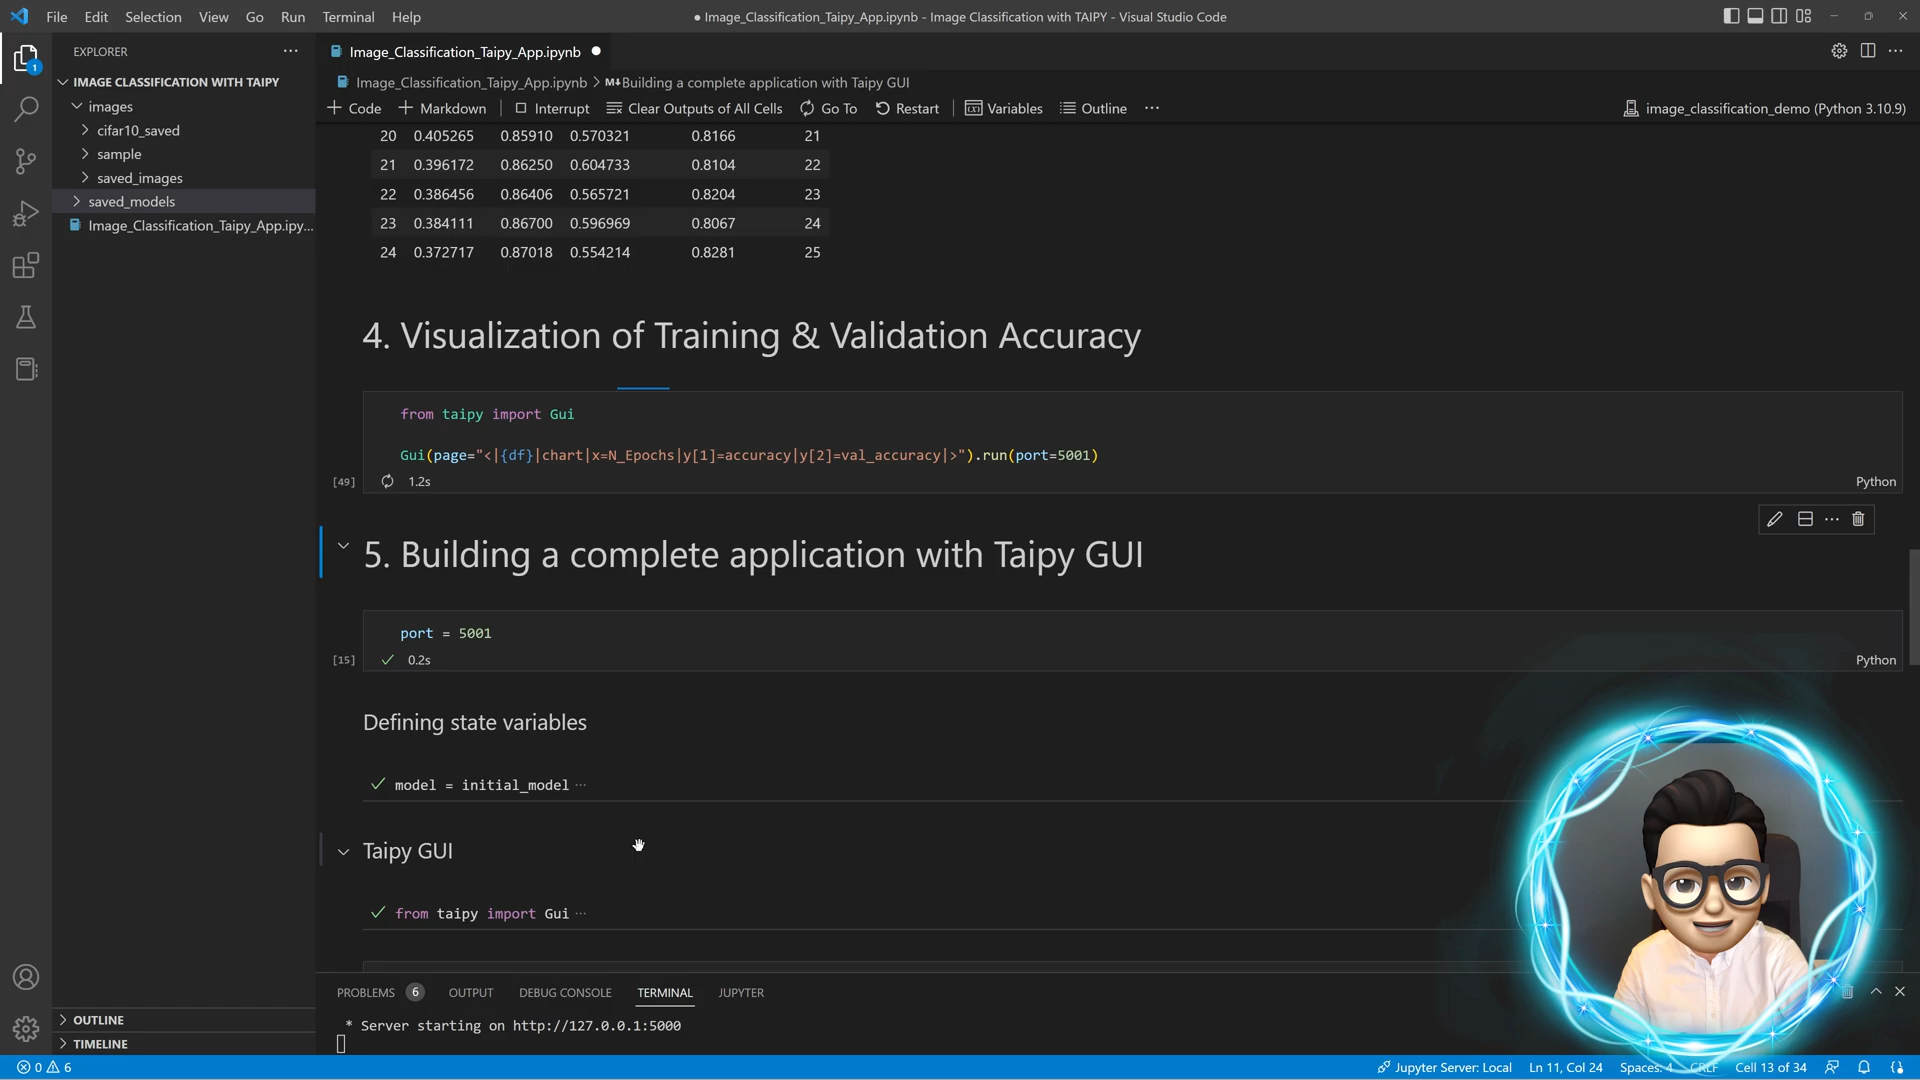 File Edit Selection View Go Run Terminal Help
● Image_Classification_Taipy_App.ipynb - Image Classification with TAIPY - Visual Studio Code
EXPLORER
1
IMAGE CLASSIFICATION WITH TAIPY
images
cifar10_saved
sample
saved_images
saved_models
Image_Classification_Taipy_App.ipy...
OUTLINE
TIMELINE
Image_Classification_Taipy_App.ipynb ●
Image_Classification_Taipy_App.ipynb > M↓Building a complete application with Taipy GUI
+ Code + Markdown Interrupt Clear Outputs of All Cells Go To Restart Variables Outline ···
image_classification_demo (Python 3.10.9)
20 0.405265 0.85910 0.570321 0.8166 21
21 0.396172 0.86250 0.604733 0.8104 22
22 0.386456 0.86406 0.565721 0.8204 23
23 0.384111 0.86700 0.596969 0.8067 24
24 0.372717 0.87018 0.554214 0.8281 25
4. Visualization of Training & Validation Accuracy
from taipy import Gui
Gui(page="<|{df}|chart|x=N_Epochs|y[1]=accuracy|y[2]=val_accuracy|>").run(port=5001)
[49] 1.2s Python
5. Building a complete application with Taipy GUI
port = 5001
[15] ✓ 0.2s Python
Defining state variables
✓ model = initial_model ···
Taipy GUI
✓ from taipy import Gui ···
PROBLEMS 6 OUTPUT DEBUG CONSOLE TERMINAL JUPYTER
* Server starting on http://127.0.0.1:5000
0 6
Jupyter Server: Local Ln 11, Col 24 Spaces: 4 CRLF Cell 13 of 34